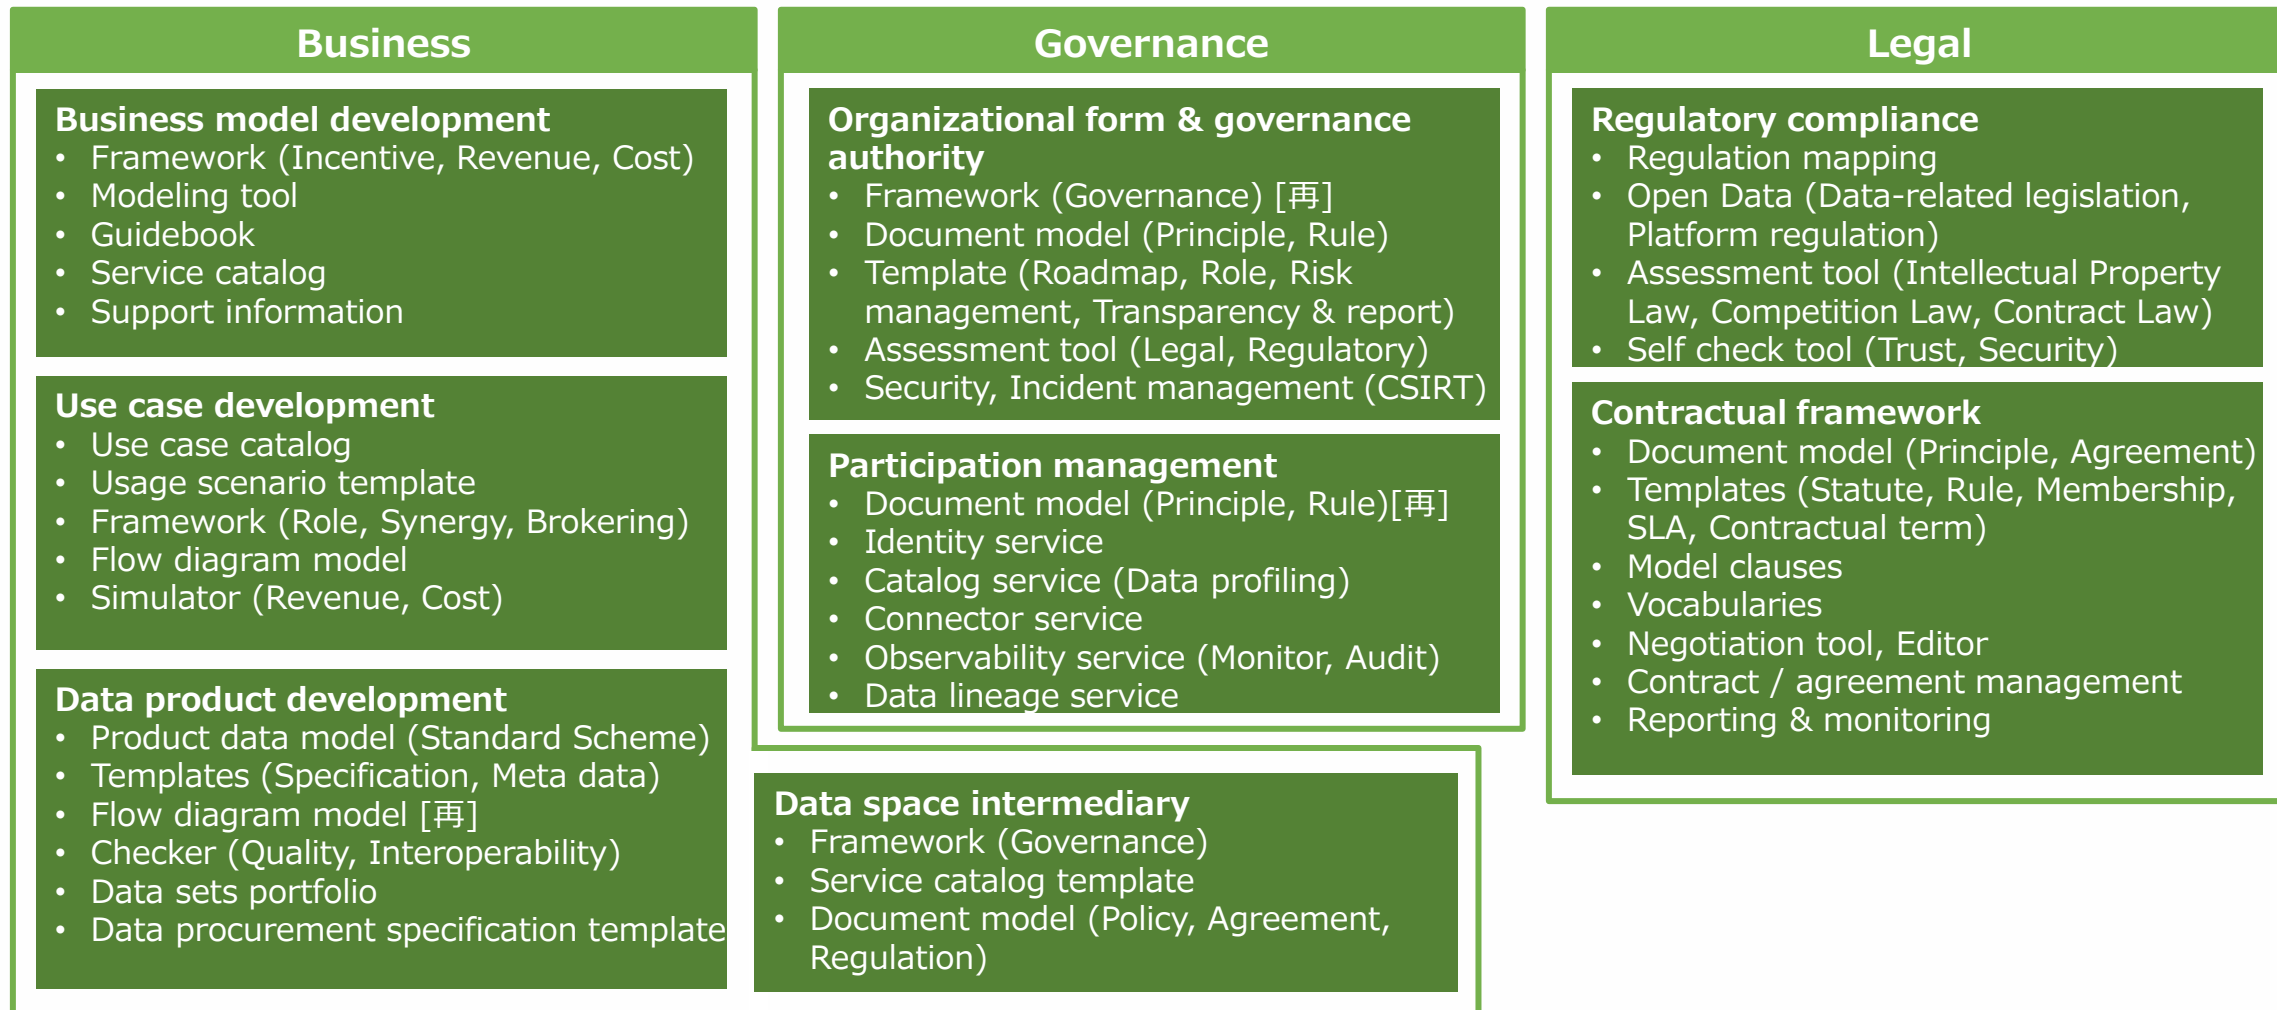 Business
Business model development
• Framework (Incentive, Revenue, Cost)
• Modeling tool
• Guidebook
• Service catalog
• Support information
Use case development
• Use case catalog
• Usage scenario template
• Framework (Role, Synergy, Brokering)
• Flow diagram model
• Simulator (Revenue, Cost)
Data product development
• Product data model (Standard Scheme)
• Templates (Specification, Meta data)
• Flow diagram model [再]
• Checker (Quality, Interoperability)
• Data sets portfolio
• Data procurement specification template
Data space intermediary
• Framework (Governance)
• Service catalog template
• Document model (Policy, Agreement,
Regulation)
Governance
Organizational form & governance
authority
• Framework (Governance) [再]
• Document model (Principle, Rule)
• Template (Roadmap, Role, Risk
management, Transparency & report)
• Assessment tool (Legal, Regulatory)
• Security, Incident management (CSIRT)
Participation management
• Document model (Principle, Rule)[再]
• Identity service
• Catalog service (Data profiling)
• Connector service
• Observability service (Monitor, Audit)
• Data lineage service
Legal
Regulatory compliance
• Regulation mapping
• Open Data (Data-related legislation,
Platform regulation)
• Assessment tool (Intellectual Property
Law, Competition Law, Contract Law)
• Self check tool (Trust, Security)
Contractual framework
• Document model (Principle, Agreement)
• Templates (Statute, Rule, Membership,
SLA, Contractual term)
• Model clauses
• Vocabularies
• Negotiation tool, Editor
• Contract / agreement management
• Reporting & monitoring